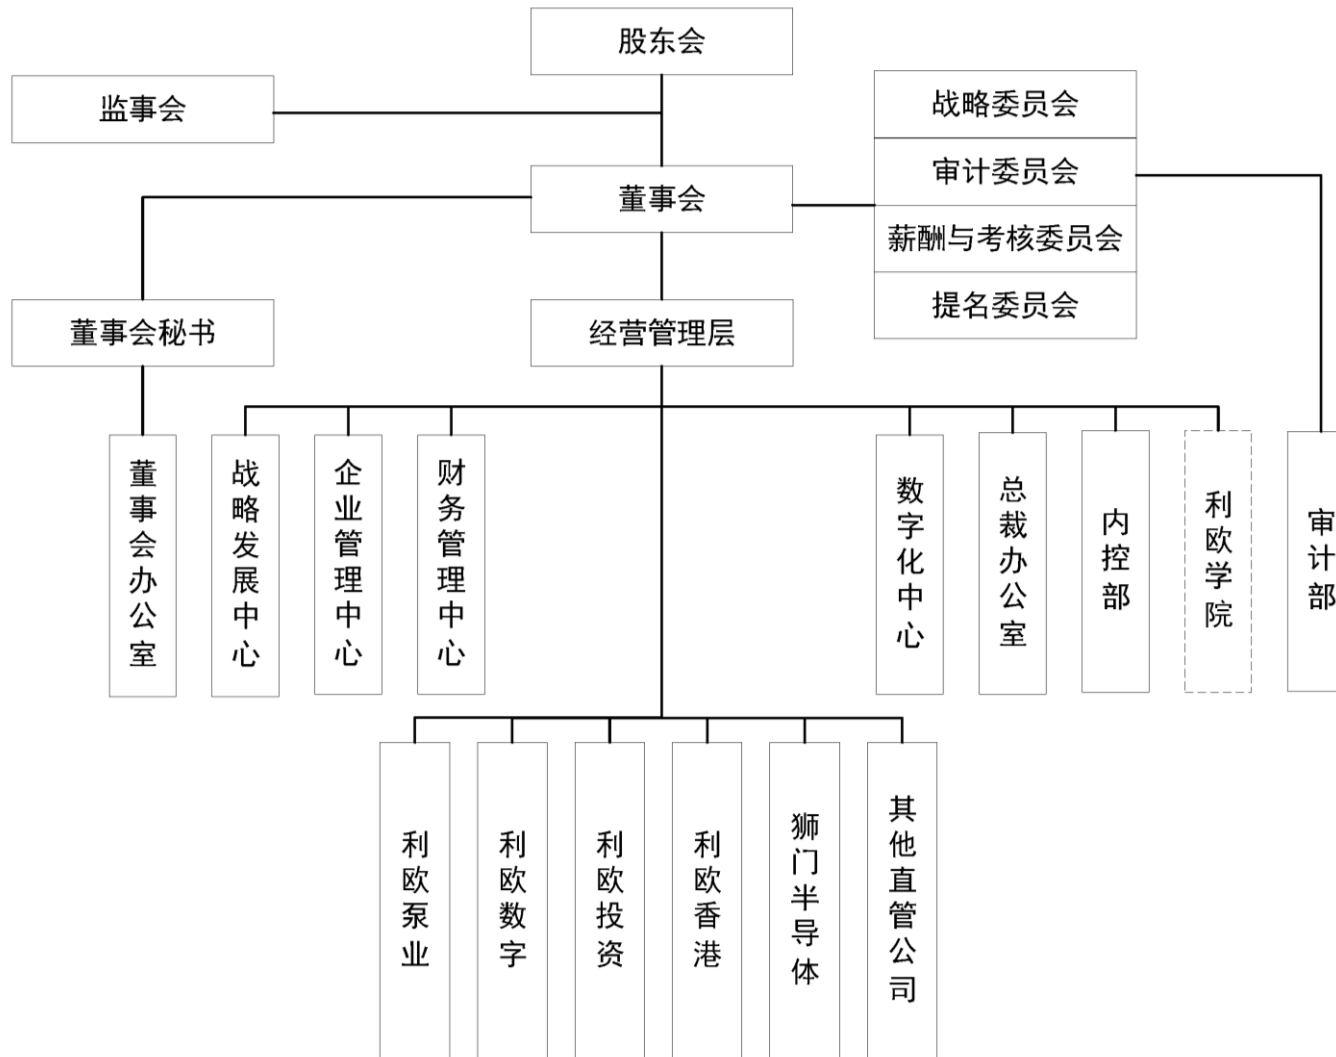 股东会
监事会
战略委员会
审计委员会
董事会
薪酬与考核委员会
提名委员会
董事会秘书
经营管理层
董事会办公室
战略发展中心
企业管理中心
财务管理中心
数字化中心
总裁办公室
内控部
利欧学院
审计部
利欧泵业
利欧数字
利欧投资
利欧香港
狮门半导体
其他直管公司